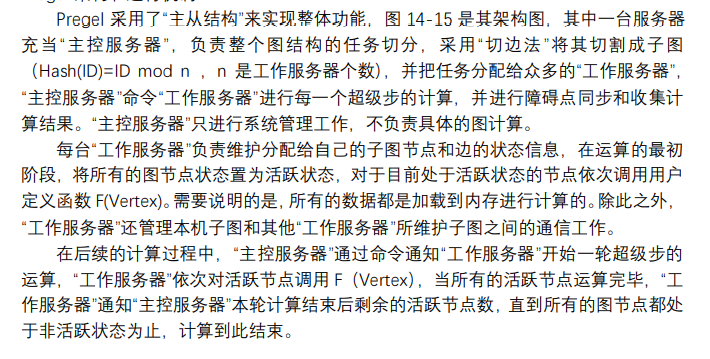 Pregel 采用了“主从结构”来实现整体功能，图 14-15 是其架构图，其中一台服务器
充当“主控服务器”，负责整个图结构的任务切分，采用“切边法”将其切割成子图
（Hash(ID)=ID mod n ，n 是工作服务器个数），并把任务分配给众多的“工作服务器”，
“主控服务器”命令“工作服务器”进行每一个超级步的计算，并进行障碍点同步和收集计
算结果。“主控服务器”只进行系统管理工作，不负责具体的图计算。
每台“工作服务器”负责维护分配给自己的子图节点和边的状态信息，在运算的最初
阶段，将所有的图节点状态置为活跃状态，对于目前处于活跃状态的节点依次调用用户
定义函数 F(Vertex)。需要说明的是，所有的数据都是加载到内存进行计算的。除此之外，
“工作服务器”还管理本机子图和其他“工作服务器”所维护子图之间的通信工作。
在后续的计算过程中，“主控服务器”通过命令通知“工作服务器”开始一轮超级步的
运算，“工作服务器”依次对活跃节点调用 F（Vertex），当所有的活跃节点运算完毕，“工
作服务器”通知“主控服务器”本轮计算结束后剩余的活跃节点数，直到所有的图节点都处
于非活跃状态为止，计算到此结束。